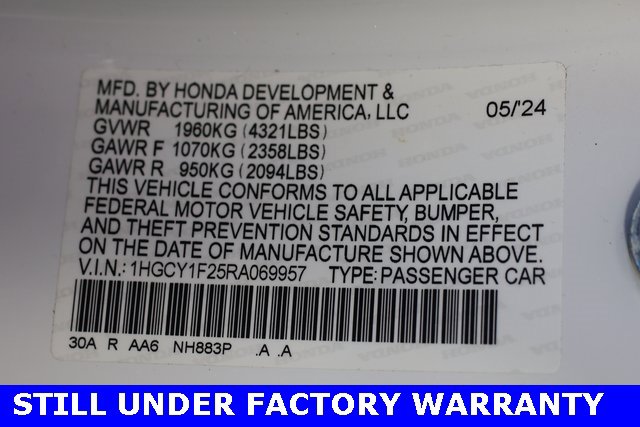 MFD. BY HONDA DEVELOPMENT &
MANUFACTURING OF AMERICA, LLC 05/'24
GVWR 1960KG (4321LBS)
GAWR F 1070KG (2358LBS)
GAWR R 950KG (2094LBS)
THIS VEHICLE CONFORMS TO ALL APPLICABLE
FEDERAL MOTOR VEHICLE SAFETY, BUMPER,
AND THEFT PREVENTION STANDARDS IN EFFECT
ON THE DATE OF MANUFACTURE SHOWN ABOVE.
V.I.N.: 1HGCY1F25RA069957 TYPE: PASSENGER CAR
30A R AA6 NH883P .A .A
STILL UNDER FACTORY WARRANTY